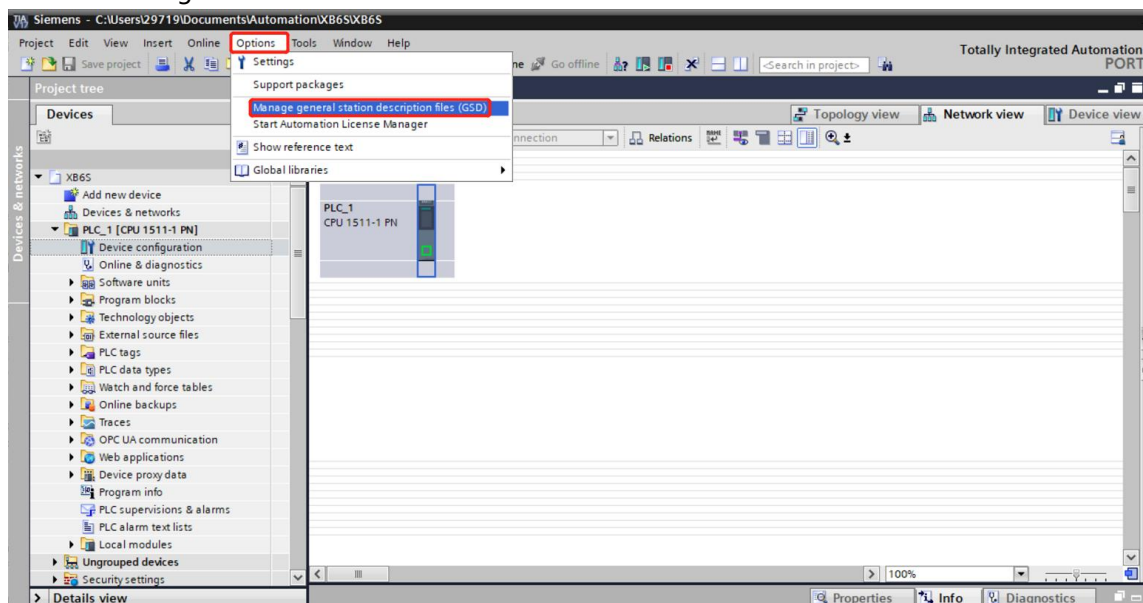 Siemens - C:\Users\29719\Documents\Automation\XB6S\XB6S
Project Edit View Insert Online Options Tools Window Help
Totally Integrated Automation
PORT
Save project
ne Go offline
<Search in project>
Settings
Support packages
Manage general station description files (GSD)
Start Automation License Manager
Show reference text
Global libraries
Project tree
Devices
Topology view Network view Device view
nnection Relations
Devices & networks
XB6S
Add new device
Devices & networks
PLC_1 [CPU 1511-1 PN]
Device configuration
Online & diagnostics
Software units
Program blocks
Technology objects
External source files
PLC tags
PLC data types
Watch and force tables
Online backups
Traces
OPC UA communication
Web applications
Device proxy data
Program info
PLC supervisions & alarms
PLC alarm text lists
Local modules
Ungrouped devices
Security settings
PLC_1
CPU 1511-1 PN
100%
Details view
Properties Info Diagnostics